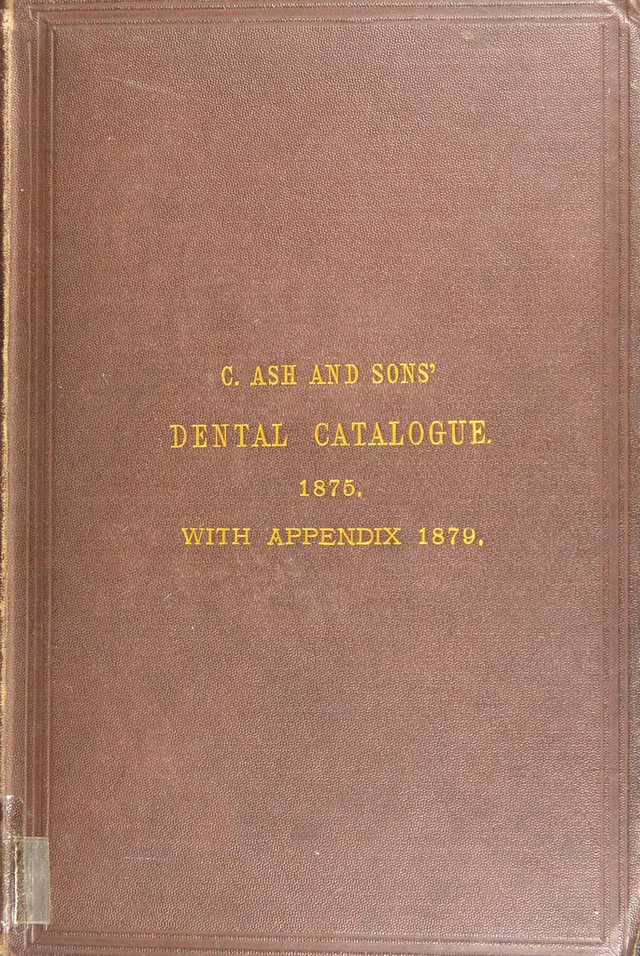 C. ASH AND SONS'
DENTAL CATALOGUE.
1875.
WITH APPENDIX 1879.